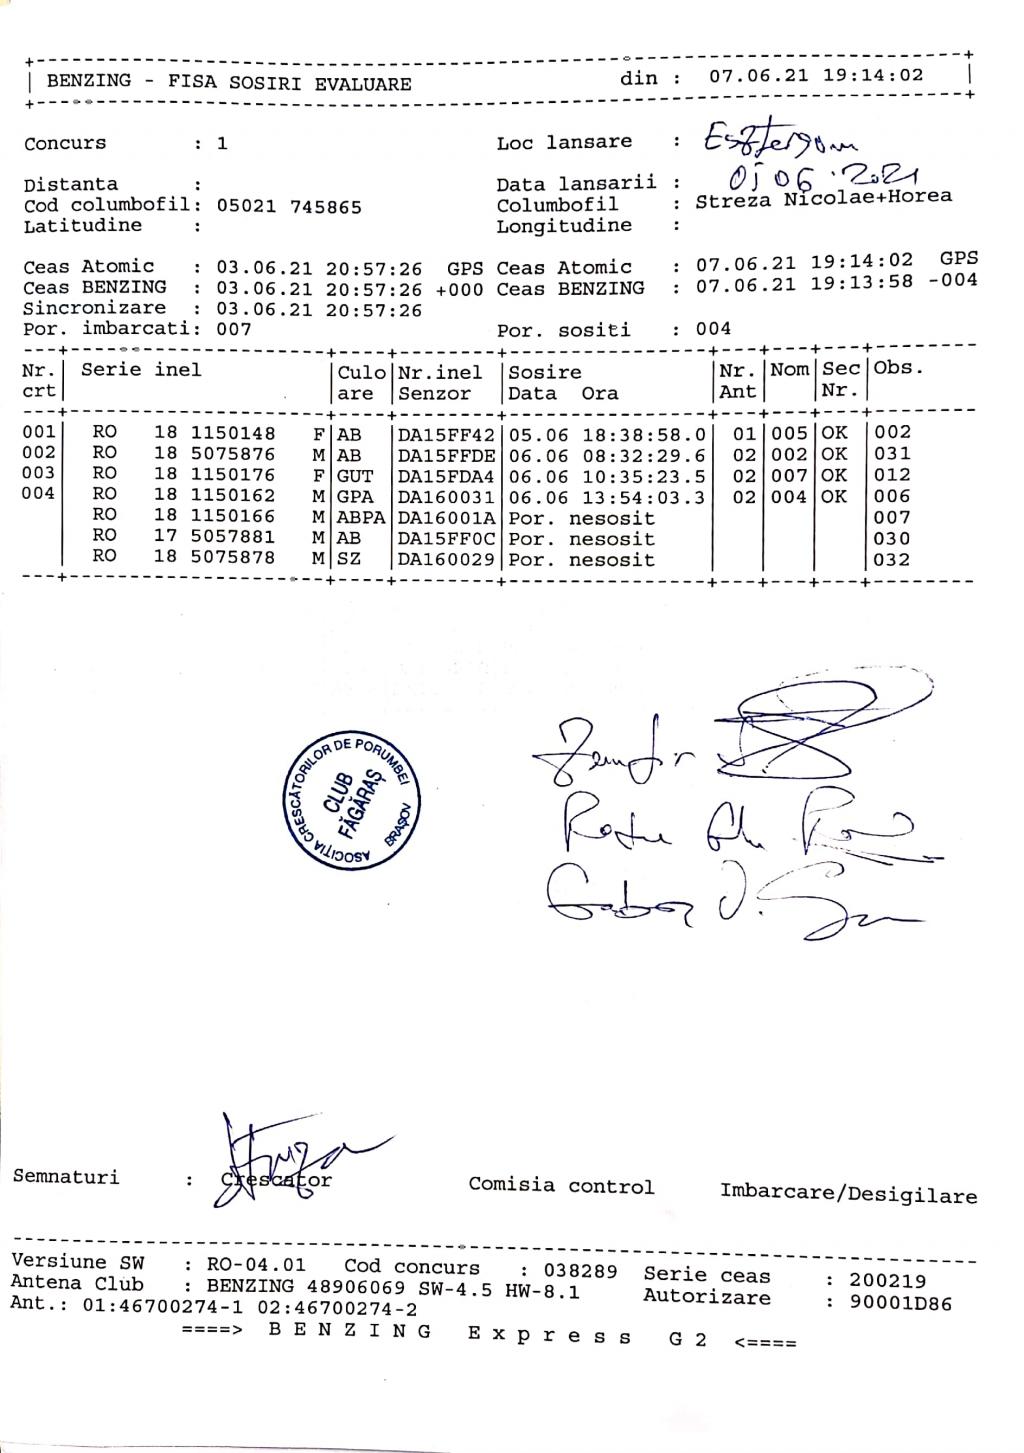 BENZING - FISA SOSIRI EVALUARE din : 07.06.21 19:14:02
Concurs : 1 Loc lansare : Esztergom
Distanta : Data lansarii : 05 06 . 2021
Cod columbofil: 05021 745865 Columbofil : Streza Nicolae+Horea
Latitudine : Longitudine :
Ceas Atomic : 03.06.21 20:57:26 GPS Ceas Atomic : 07.06.21 19:14:02 GPS
Ceas BENZING : 03.06.21 20:57:26 +000 Ceas BENZING : 07.06.21 19:13:58 -004
Sincronizare : 03.06.21 20:57:26
Por. imbarcati: 007 Por. sositi : 004
Nr. Serie inel Culo Nr.inel Sosire Nr. Nom Sec Obs.
crt are Senzor Data Ora Ant Nr.
001 RO 18 1150148 F AB DA15FF42 05.06 18:38:58.0 01 005 OK 002
002 RO 18 5075876 M AB DA15FFDE 06.06 08:32:29.6 02 002 OK 031
003 RO 18 1150176 F GUT DA15FDA4 06.06 10:35:23.5 02 007 OK 012
004 RO 18 1150162 M GPA DA160031 06.06 13:54:03.3 02 004 OK 006
RO 18 1150166 M ABPA DA16001A Por. nesosit 007
RO 17 5057881 M AB DA15FF0C Por. nesosit 030
RO 18 5075878 M SZ DA160029 Por. nesosit 032
ASOCIȚIA CRESCĂTORILOR DE PORUMBEI
CLUB
FĂGĂRAȘ
BRAȘOV
Semnaturi : Crescator Comisia control Imbarcare/Desigilare
Versiune SW : RO-04.01 Cod concurs : 038289 Serie ceas : 200219
Antena Club : BENZING 48906069 SW-4.5 HW-8.1 Autorizare : 90001D86
Ant.: 01:46700274-1 02:46700274-2
====> B E N Z I N G E x p r e s s G 2 <====